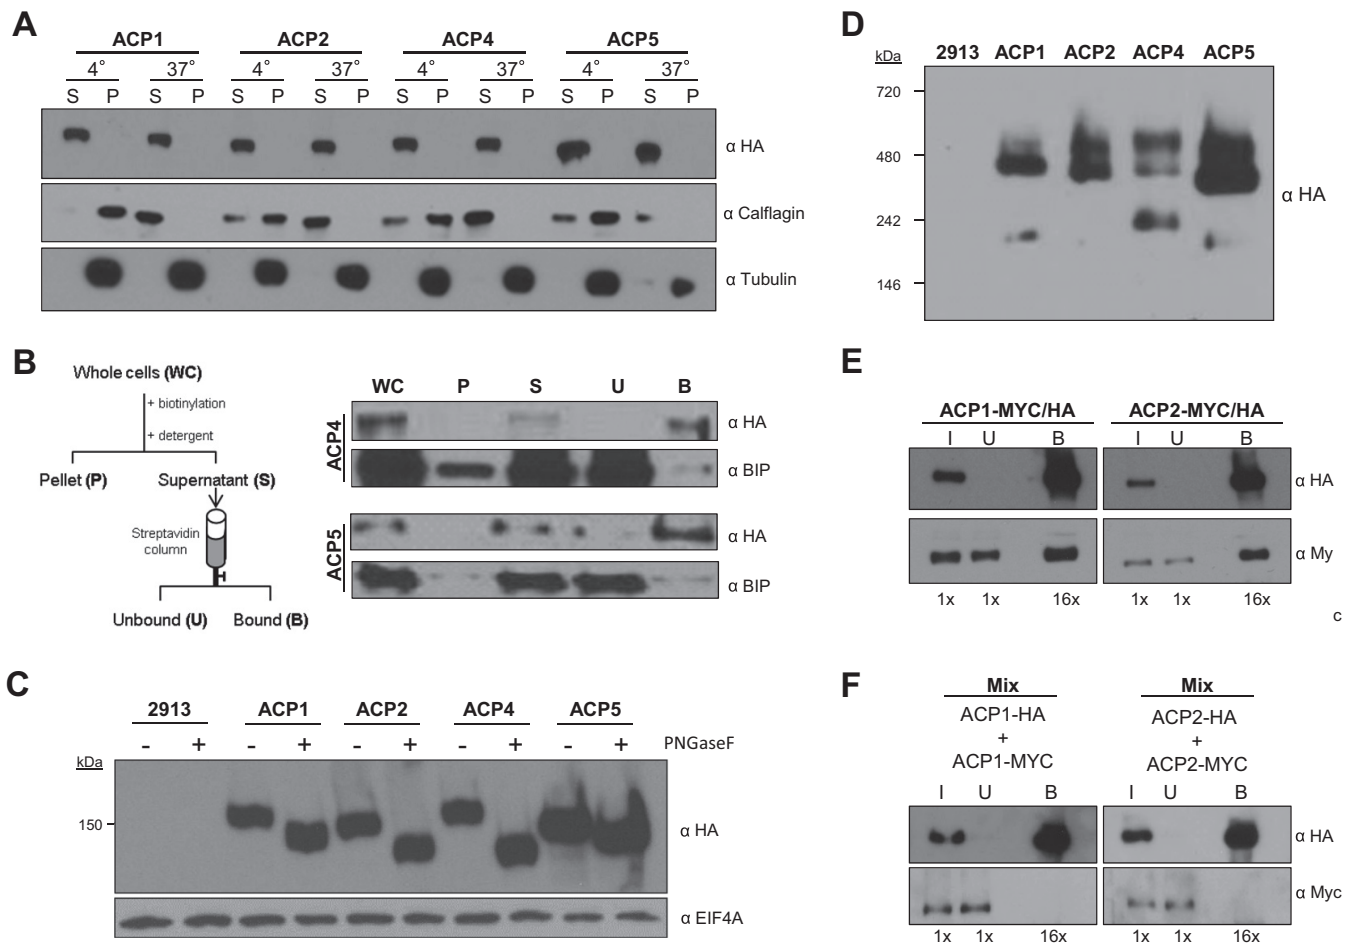 A
ACP1 ACP2 ACP4 ACP5
4° 37° 4° 37° 4° 37° 4° 37°
S P S P S P S P S P S P S P S P
α HA
α Calflagin
α Tubulin
B
Whole cells (WC)
+ biotinylation
+ detergent
Pellet (P) Supernatant (S)
Streptavidin
column
Unbound (U) Bound (B)
WC P S U B
ACP4
α HA
α BIP
ACP5
α HA
α BIP
C
2913 ACP1 ACP2 ACP4 ACP5
- + - + - + - + - + PNGaseF
kDa
150
α HA
α EIF4A
D
kDa 2913 ACP1 ACP2 ACP4 ACP5
720
480
242
146
α HA
E
ACP1-MYC/HA ACP2-MYC/HA
I U B I U B
α HA
α My
1x 1x 16x 1x 1x 16x
c
F
Mix Mix
ACP1-HA ACP2-HA
+ +
ACP1-MYC ACP2-MYC
I U B I U B
α HA
α Myc
1x 1x 16x 1x 1x 16x